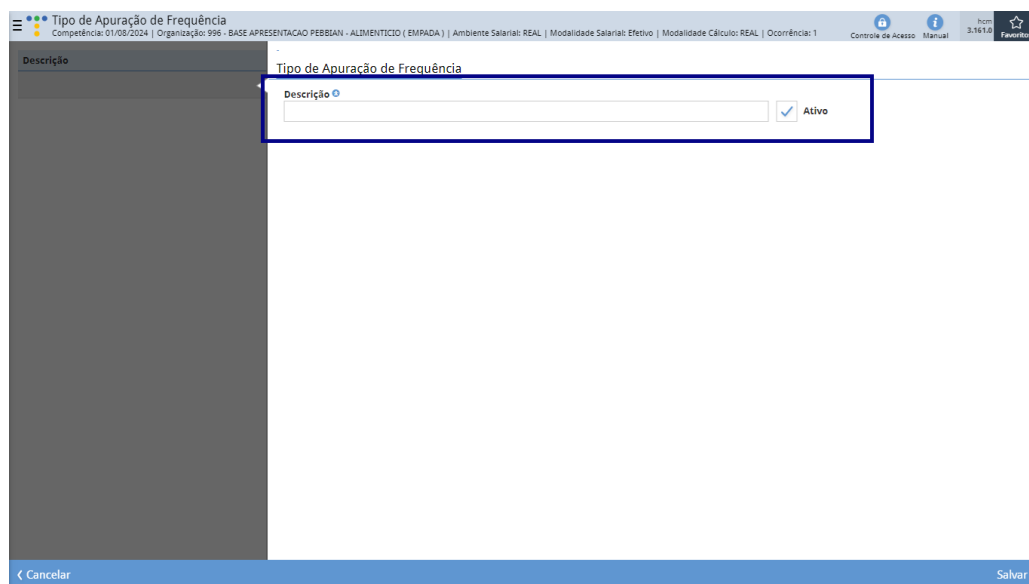 Tipo de Apuração de Frequência
Competência: 01/08/2024 | Organização: 996 - BASE APRESENTACAO PEBBIAN - ALIMENTICIO ( EMPADA ) | Ambiente Salarial: REAL | Modalidade Salarial: Efetivo | Modalidade Cálculo: REAL | Ocorrência: 1
Controle de Acesso
Manual
hcm
3.161.0
Favorito
Descrição
-
Tipo de Apuração de Frequência
Descrição
Ativo
Cancelar
Salvar